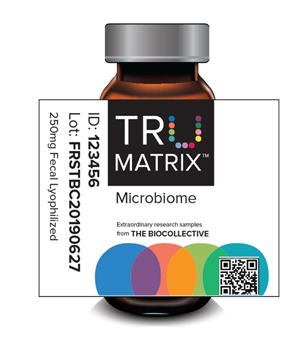 TRU
MATRIX™
Microbiome
Extraordinary research samples
from THE BIOCOLLECTIVE
ID: 123456
Lot: FRSTBC20190627
250mg Fecal Lyophilized